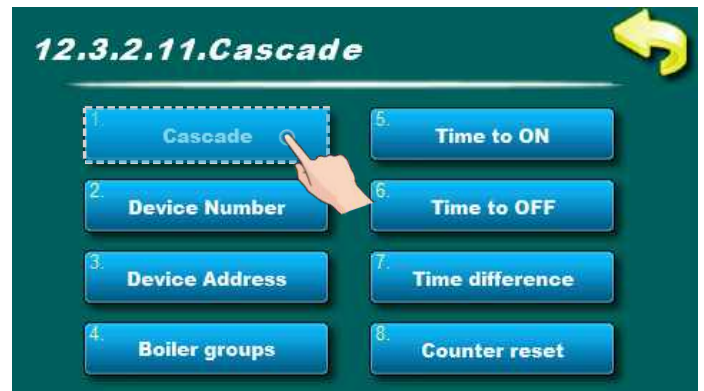 12.3.2.11.Cascade
1.
Cascade
2.
Device Number
3.
Device Address
4.
Boiler groups
5.
Time to ON
6.
Time to OFF
7.
Time difference
8.
Counter reset